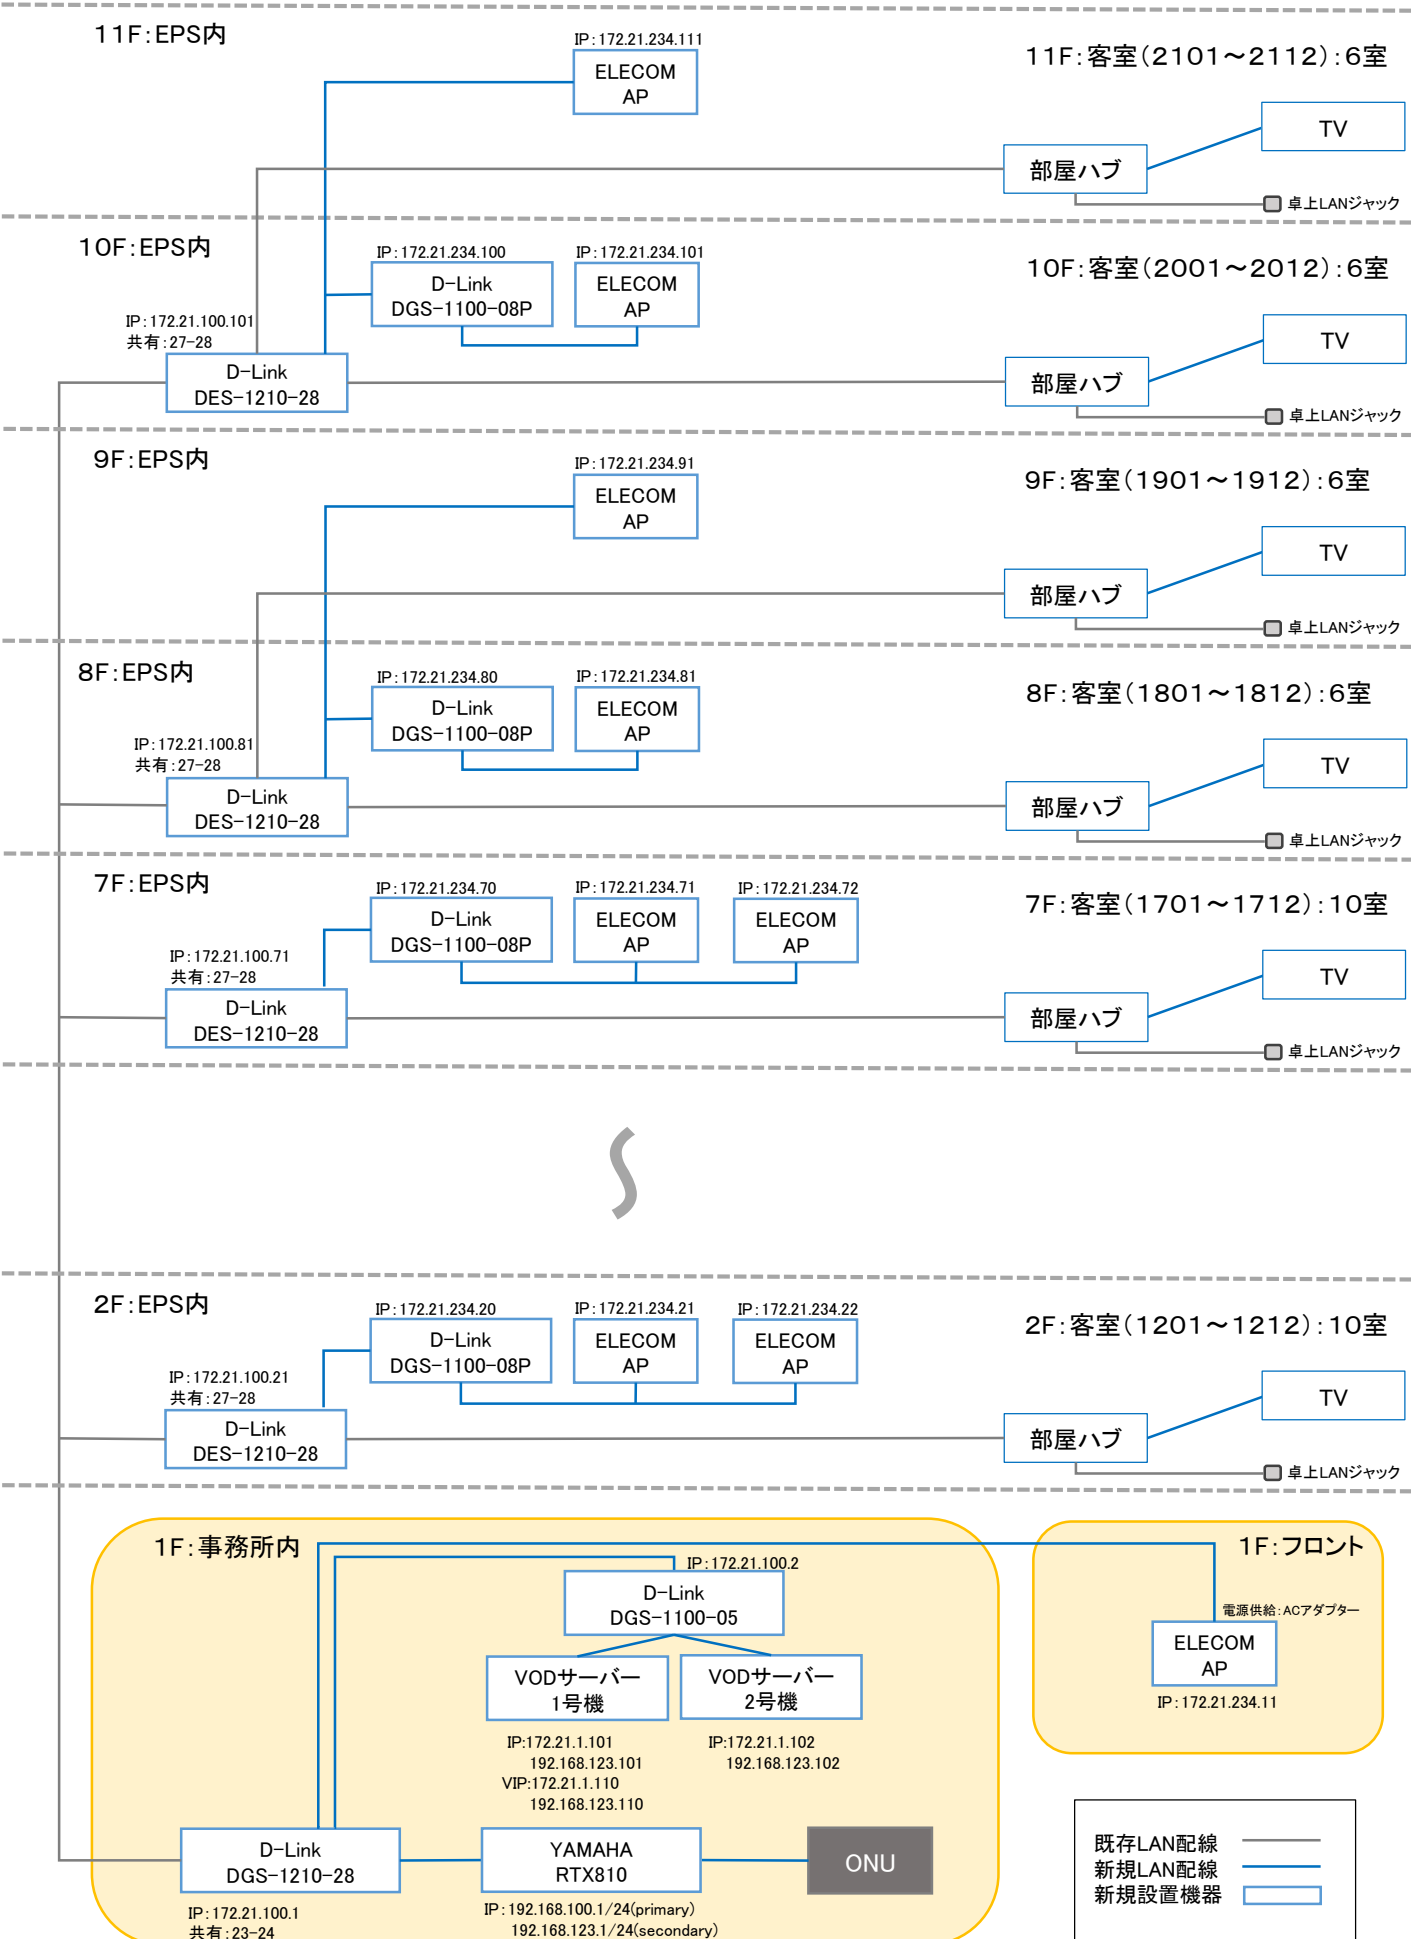 11F：EPS内
IP：172.21.234.111
ELECOM
AP
11F：客室（2101～2112）：6室
TV
部屋ハブ
卓上LANジャック
10F：EPS内
IP：172.21.234.100
D-Link
DGS-1100-08P
IP：172.21.234.101
ELECOM
AP
10F：客室（2001～2012）：6室
IP：172.21.100.101
共有：27-28
D-Link
DES-1210-28
TV
部屋ハブ
卓上LANジャック
9F：EPS内
IP：172.21.234.91
ELECOM
AP
9F：客室（1901～1912）：6室
TV
部屋ハブ
卓上LANジャック
8F：EPS内
IP：172.21.234.80
D-Link
DGS-1100-08P
IP：172.21.234.81
ELECOM
AP
8F：客室（1801～1812）：6室
IP：172.21.100.81
共有：27-28
D-Link
DES-1210-28
TV
部屋ハブ
卓上LANジャック
7F：EPS内
IP：172.21.234.70
D-Link
DGS-1100-08P
IP：172.21.234.71
ELECOM
AP
IP：172.21.234.72
ELECOM
AP
7F：客室（1701～1712）：10室
IP：172.21.100.71
共有：27-28
D-Link
DES-1210-28
TV
部屋ハブ
卓上LANジャック
2F：EPS内
IP：172.21.234.20
D-Link
DGS-1100-08P
IP：172.21.234.21
ELECOM
AP
IP：172.21.234.22
ELECOM
AP
2F：客室（1201～1212）：10室
IP：172.21.100.21
共有：27-28
D-Link
DES-1210-28
TV
部屋ハブ
卓上LANジャック
1F：事務所内
IP：172.21.100.2
D-Link
DGS-1100-05
VODサーバー
1号機
VODサーバー
2号機
IP:172.21.1.101
192.168.123.101
VIP:172.21.1.110
192.168.123.110
IP:172.21.1.102
192.168.123.102
D-Link
DGS-1210-28
IP：172.21.100.1
共有：23-24
YAMAHA
RTX810
IP：192.168.100.1/24(primary)
192.168.123.1/24(secondary)
ONU
1F：フロント
電源供給：ACアダプター
ELECOM
AP
IP：172.21.234.11
既存LAN配線
新規LAN配線
新規設置機器